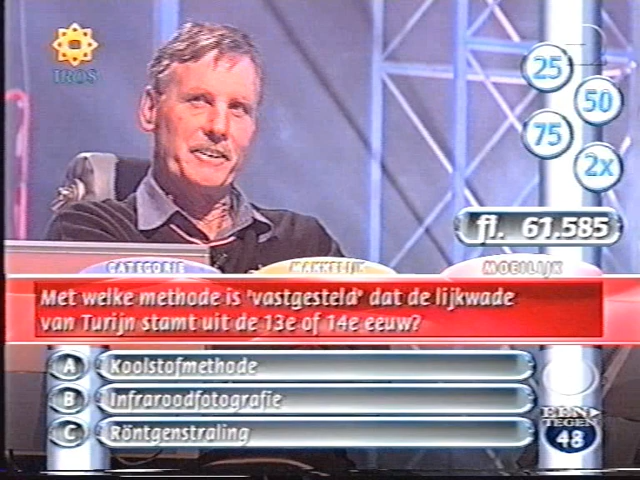 TROS
25
50
75
2x
fl. 61.585
CATEGORIE
MAKKELIJK
MOEILIJK
Met welke methode is 'vastgesteld' dat de lijkwade
van Turijn stamt uit de 13e of 14e eeuw?
A Koolstofmethode
B Infraroodfotografie
C Röntgenstraling
EEN
TEGEN
48